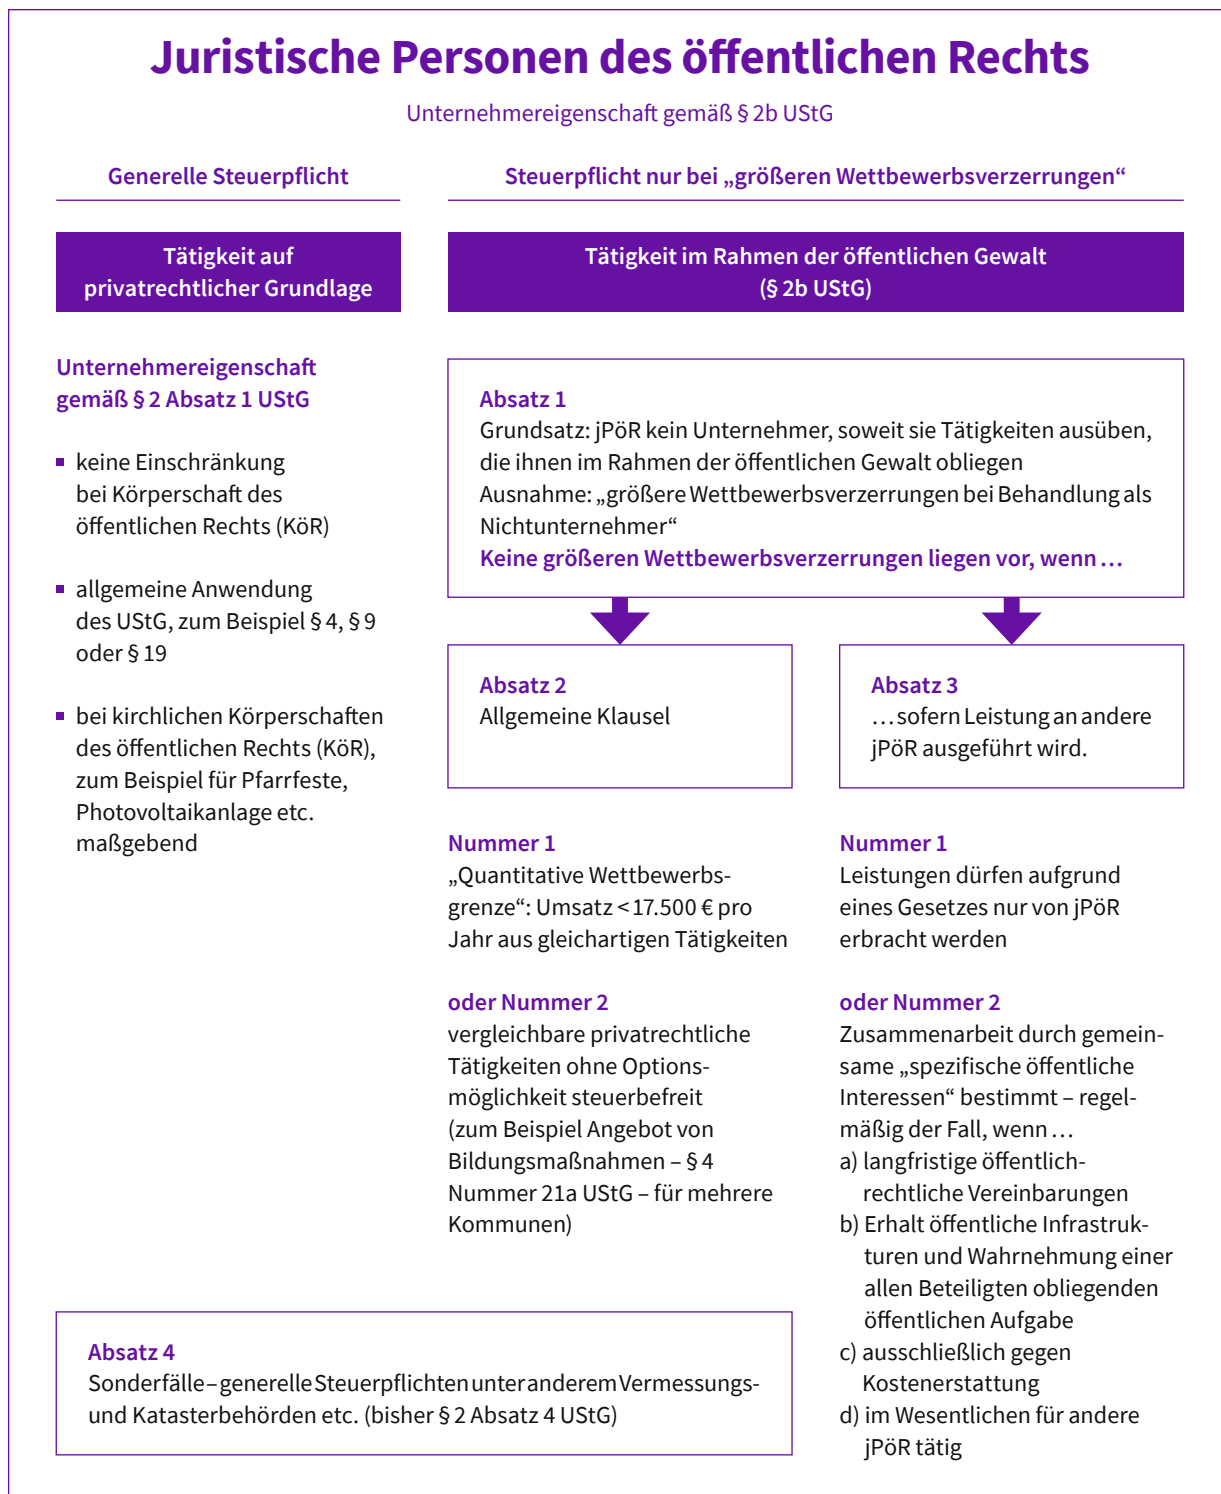 Juristische Personen des öffentlichen Rechts
Unternehmereigenschaft gemäß § 2b UStG
Generelle Steuerpflicht
Tätigkeit auf
privatrechtlicher Grundlage
Unternehmereigenschaft
gemäß § 2 Absatz 1 UStG
▪ keine Einschränkung
bei Körperschaft des
öffentlichen Rechts (KöR)
▪ allgemeine Anwendung
des UStG, zum Beispiel § 4, § 9
oder § 19
▪ bei kirchlichen Körperschaften
des öffentlichen Rechts (KöR),
zum Beispiel für Pfarrfeste,
Photovoltaikanlage etc.
maßgebend
Steuerpflicht nur bei „größeren Wettbewerbsverzerrungen“
Tätigkeit im Rahmen der öffentlichen Gewalt
(§ 2b UStG)
Absatz 1
Grundsatz: jPöR kein Unternehmer, soweit sie Tätigkeiten ausüben,
die ihnen im Rahmen der öffentlichen Gewalt obliegen
Ausnahme: „größere Wettbewerbsverzerrungen bei Behandlung als
Nichtunternehmer“
Keine größeren Wettbewerbsverzerrungen liegen vor, wenn …
Absatz 2
Allgemeine Klausel
Nummer 1
„Quantitative Wettbewerbs-
grenze“: Umsatz < 17.500 € pro
Jahr aus gleichartigen Tätigkeiten
oder Nummer 2
vergleichbare privatrechtliche
Tätigkeiten ohne Options-
möglichkeit steuerbefreit
(zum Beispiel Angebot von
Bildungsmaßnahmen – § 4
Nummer 21a UStG – für mehrere
Kommunen)
Absatz 3
… sofern Leistung an andere
jPöR ausgeführt wird.
Nummer 1
Leistungen dürfen aufgrund
eines Gesetzes nur von jPöR
erbracht werden
oder Nummer 2
Zusammenarbeit durch gemein-
same „spezifische öffentliche
Interessen“ bestimmt – regel-
mäßig der Fall, wenn …
a) langfristige öffentlich-
rechtliche Vereinbarungen
b) Erhalt öffentliche Infrastruk-
turen und Wahrnehmung einer
allen Beteiligten obliegenden
öffentlichen Aufgabe
c) ausschließlich gegen
Kostenerstattung
d) im Wesentlichen für andere
jPöR tätig
Absatz 4
Sonderfälle – generelle Steuerpflichten unter anderem Vermessungs-
und Katasterbehörden etc. (bisher § 2 Absatz 4 UStG)